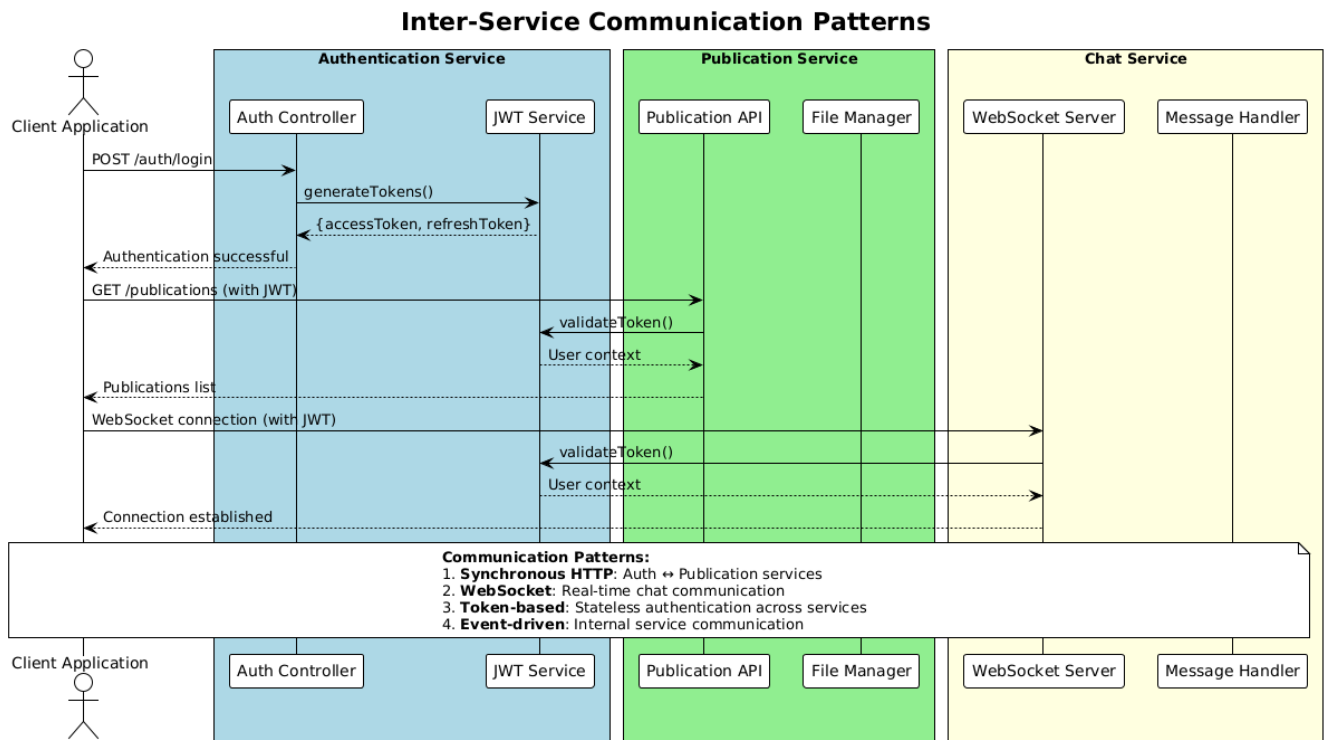 Inter-Service Communication Patterns
Authentication Service
Publication Service
Chat Service
Client Application
Auth Controller
JWT Service
Publication API
File Manager
WebSocket Server
Message Handler
POST /auth/login
generateTokens()
{accessToken, refreshToken}
Authentication successful
GET /publications (with JWT)
validateToken()
User context
Publications list
WebSocket connection (with JWT)
validateToken()
User context
Connection established
Communication Patterns:
1. Synchronous HTTP: Auth ↔ Publication services
2. WebSocket: Real-time chat communication
3. Token-based: Stateless authentication across services
4. Event-driven: Internal service communication
Client Application
Auth Controller
JWT Service
Publication API
File Manager
WebSocket Server
Message Handler